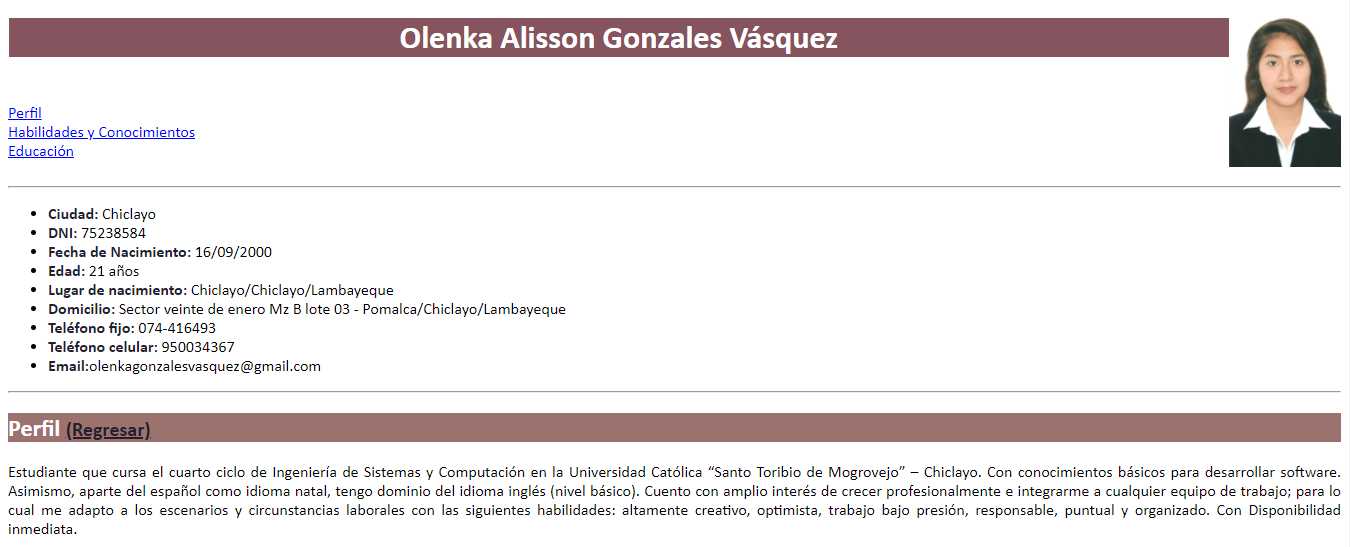 Olenka Alisson Gonzales Vásquez
Perfil
Habilidades y Conocimientos
Educación
Ciudad: Chiclayo
DNI: 75238584
Fecha de Nacimiento: 16/09/2000
Edad: 21 años
Lugar de nacimiento: Chiclayo/Chiclayo/Lambayeque
Domicilio: Sector veinte de enero Mz B lote 03 - Pomalca/Chiclayo/Lambayeque
Teléfono fijo: 074-416493
Teléfono celular: 950034367
Email:olenkagonzalesvasquez@gmail.com
Perfil (Regresar)
Estudiante que cursa el cuarto ciclo de Ingeniería de Sistemas y Computación en la Universidad Católica “Santo Toribio de Mogrovejo” – Chiclayo. Con conocimientos básicos para desarrollar software.
Asimismo, aparte del español como idioma natal, tengo dominio del idioma inglés (nivel básico). Cuento con amplio interés de crecer profesionalmente e integrarme a cualquier equipo de trabajo; para lo
cual me adapto a los escenarios y circunstancias laborales con las siguientes habilidades: altamente creativo, optimista, trabajo bajo presión, responsable, puntual y organizado. Con Disponibilidad
inmediata.